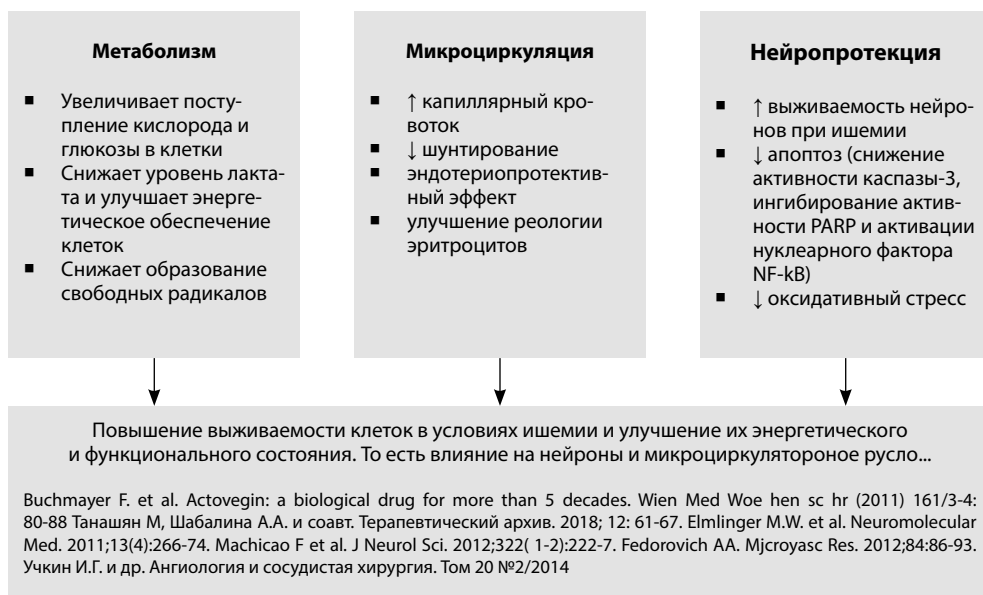 Метаболизм
■ Увеличивает посту-
пление кислорода и
глюкозы в клетки
■ Снижает уровень лакта-
та и улучшает энерге-
тическое обеспечение
клеток
■ Снижает образование
свободных радикалов
Микроциркуляция
■ ↑ капиллярный кро-
воток
■ ↓ шунтирование
■ эндотериопротектив-
ный эффект
■ улучшение реологии
эритроцитов
Нейропротекция
■ ↑ выживаемость нейро-
нов при ишемии
■ ↓ апоптоз (снижение
активности каспазы-3,
ингибирование актив-
ности PARP и активации
нуклеарного фактора
NF-kB)
■ ↓ оксидативный стресс
Повышение выживаемости клеток в условиях ишемии и улучшение их энергетического
и функционального состояния. То есть влияние на нейроны и микроциркулятороное русло...
Buchmayer F. et al. Actovegin: a biological drug for more than 5 decades. Wien Med Woe hen sc hr (2011) 161/3-4:
80-88 Танашян М, Шабалина А.А. и соавт. Терапевтический архив. 2018; 12: 61-67. Elmlinger M.W. et al. Neuromolecular
Med. 2011;13(4):266-74. Machicao F et al. J Neurol Sci. 2012;322( 1-2):222-7. Fedorovich AA. Mjcroyasc Res. 2012;84:86-93.
Учкин И.Г. и др. Ангиология и сосудистая хирургия. Том 20 №2/2014